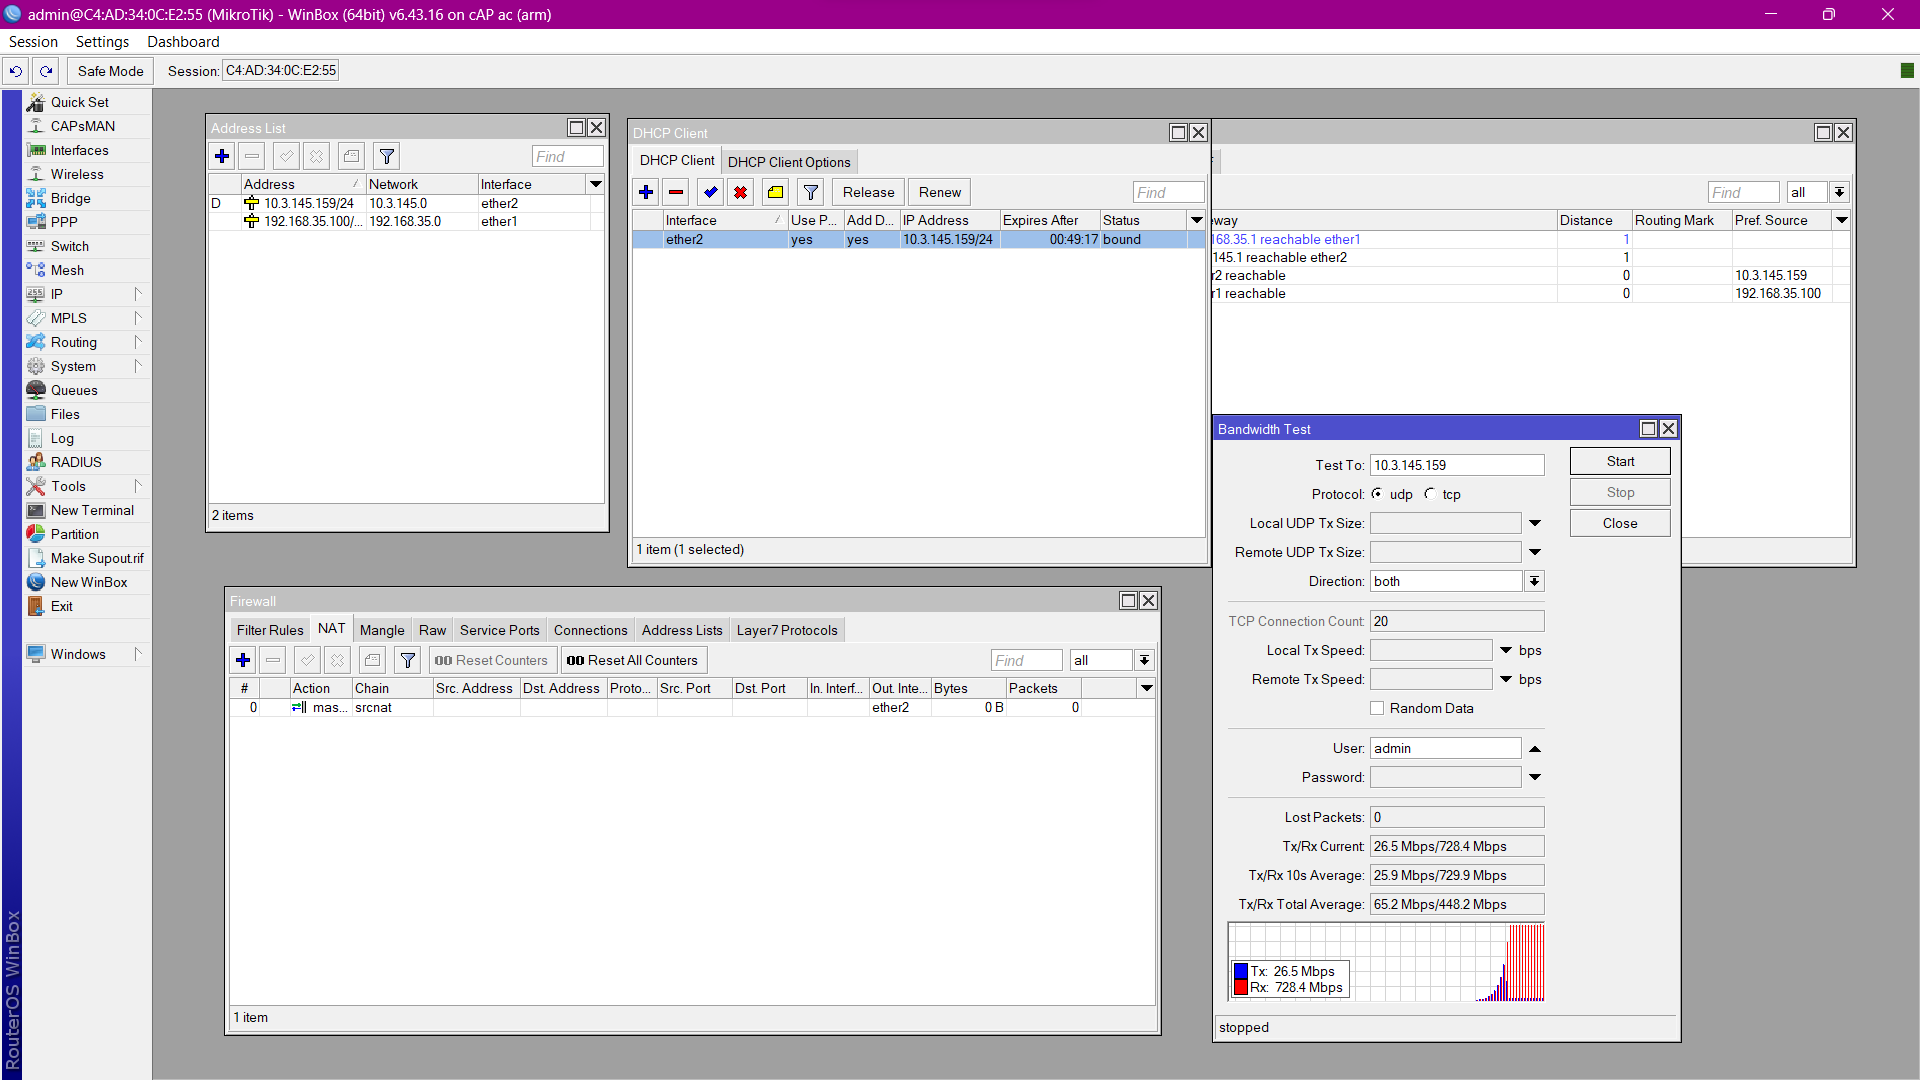 admin@C4:AD:34:0C:E2:55 (MikroTik) - WinBox (64bit) v6.43.16 on cAP ac (arm)
Session Settings Dashboard
Safe Mode Session: C4:AD:34:0C:E2:55
Quick Set
CAPsMAN
Interfaces
Wireless
Bridge
PPP
Switch
Mesh
IP
MPLS
Routing
System
Queues
Files
Log
RADIUS
Tools
New Terminal
Partition
Make Supout.rif
New WinBox
Exit
Windows
RouterOS WinBox
Address List
Find
Address Network Interface
D 10.3.145.159/24 10.3.145.0 ether2
192.168.35.100/... 192.168.35.0 ether1
2 items
DHCP Client
DHCP Client DHCP Client Options
Release Renew Find
Interface Use P... Add D... IP Address Expires After Status
ether2 yes yes 10.3.145.159/24 00:49:17 bound
1 item (1 selected)
Find all
eway Distance Routing Mark Pref. Source
168.35.1 reachable ether1 1
.145.1 reachable ether2 1
r2 reachable 0 10.3.145.159
r1 reachable 0 192.168.35.100
Firewall
Filter Rules NAT Mangle Raw Service Ports Connections Address Lists Layer7 Protocols
00 Reset Counters 00 Reset All Counters Find all
# Action Chain Src. Address Dst. Address Proto... Src. Port Dst. Port In. Interf... Out. Inte... Bytes Packets
0 mas... srcnat ether2 0 B 0
1 item
Bandwidth Test
Test To: 10.3.145.159
Protocol: udp tcp
Local UDP Tx Size:
Remote UDP Tx Size:
Direction: both
TCP Connection Count: 20
Local Tx Speed: bps
Remote Tx Speed: bps
Random Data
User: admin
Password:
Lost Packets: 0
Tx/Rx Current: 26.5 Mbps/728.4 Mbps
Tx/Rx 10s Average: 25.9 Mbps/729.9 Mbps
Tx/Rx Total Average: 65.2 Mbps/448.2 Mbps
Tx: 26.5 Mbps
Rx: 728.4 Mbps
stopped
Start
Stop
Close